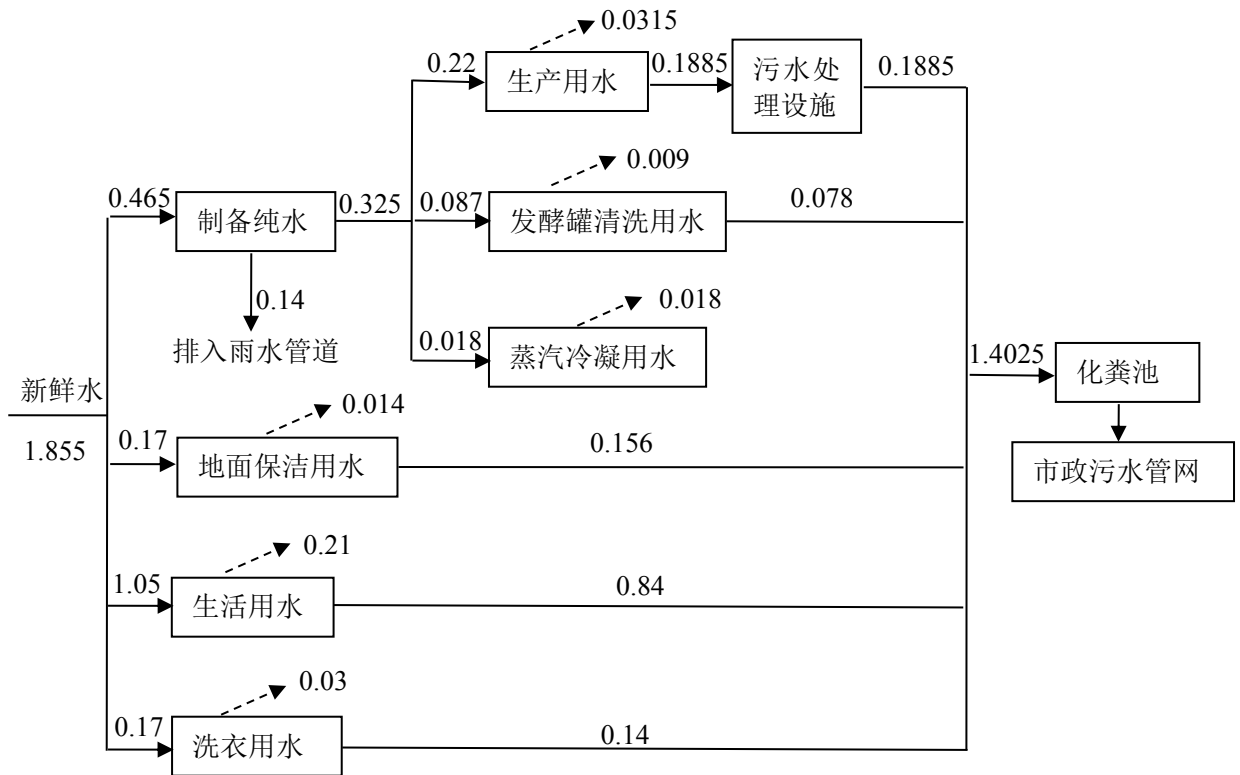 0.0315
0.22
生产用水
0.1885
污水处
理设施
0.1885
0.009
0.465
制备纯水
0.325
0.087
发酵罐清洗用水
0.078
0.14
排入雨水管道
0.018
0.018
蒸汽冷凝用水
1.4025
化粪池
新鲜水
1.855
0.014
0.17
地面保洁用水
0.156
市政污水管网
0.21
1.05
生活用水
0.84
0.03
0.17
洗衣用水
0.14